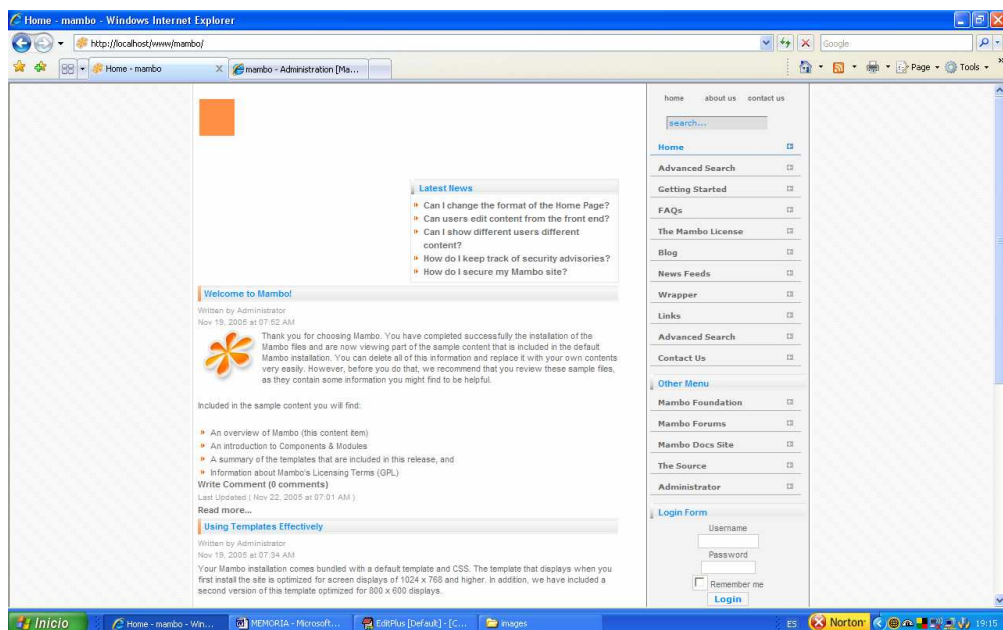 Home - mambo - Windows Internet Explorer
http://localhost/www/mambo/
Google
Home - mambo X
mambo - Administration [Ma...
Page
Tools
home about us contact us
search...
Home
Advanced Search
Getting Started
FAQs
The Mambo License
Blog
News Feeds
Wrapper
Links
Advanced Search
Contact Us
Other Menu
Mambo Foundation
Mambo Forums
Mambo Docs Site
The Source
Administrator
Login Form
Username
Password
Remember me
Login
Latest News
Can I change the format of the Home Page?
Can users edit content from the front end?
Can I show different users different
content?
How do I keep track of security advisories?
How do I secure my Mambo site?
Welcome to Mambo!
Written by Administrator
Nov 19, 2005 at 07:52 AM
Thank you for choosing Mambo. You have completed successfully the installation of the
Mambo files and are now viewing part of the sample content that is included in the default
Mambo installation. You can delete all of this information and replace it with your own contents
very easily. However, before you do that, we recommend that you review these sample files,
as they contain some information you might find to be helpful.
Included in the sample content you will find:
An overview of Mambo (this content item)
An introduction to Components & Modules
A summary of the templates that are included in this release, and
Information about Mambo's Licensing Terms (GPL)
Write Comment (0 comments)
Last Updated ( Nov 22, 2005 at 07:01 AM )
Read more...
Using Templates Effectively
Written by Administrator
Nov 19, 2005 at 07:34 AM
Your Mambo installation comes bundled with a default template and CSS. The template that displays when you
first install the site is optimized for screen displays of 1024 x 768 and higher. In addition, we have included a
second version of this template optimized for 800 x 600 displays.
Inicio
Home - mambo - Win...
MEMORIA - Microsoft...
EditPlus [Default] - [C...
images
ES
Norton
19:15